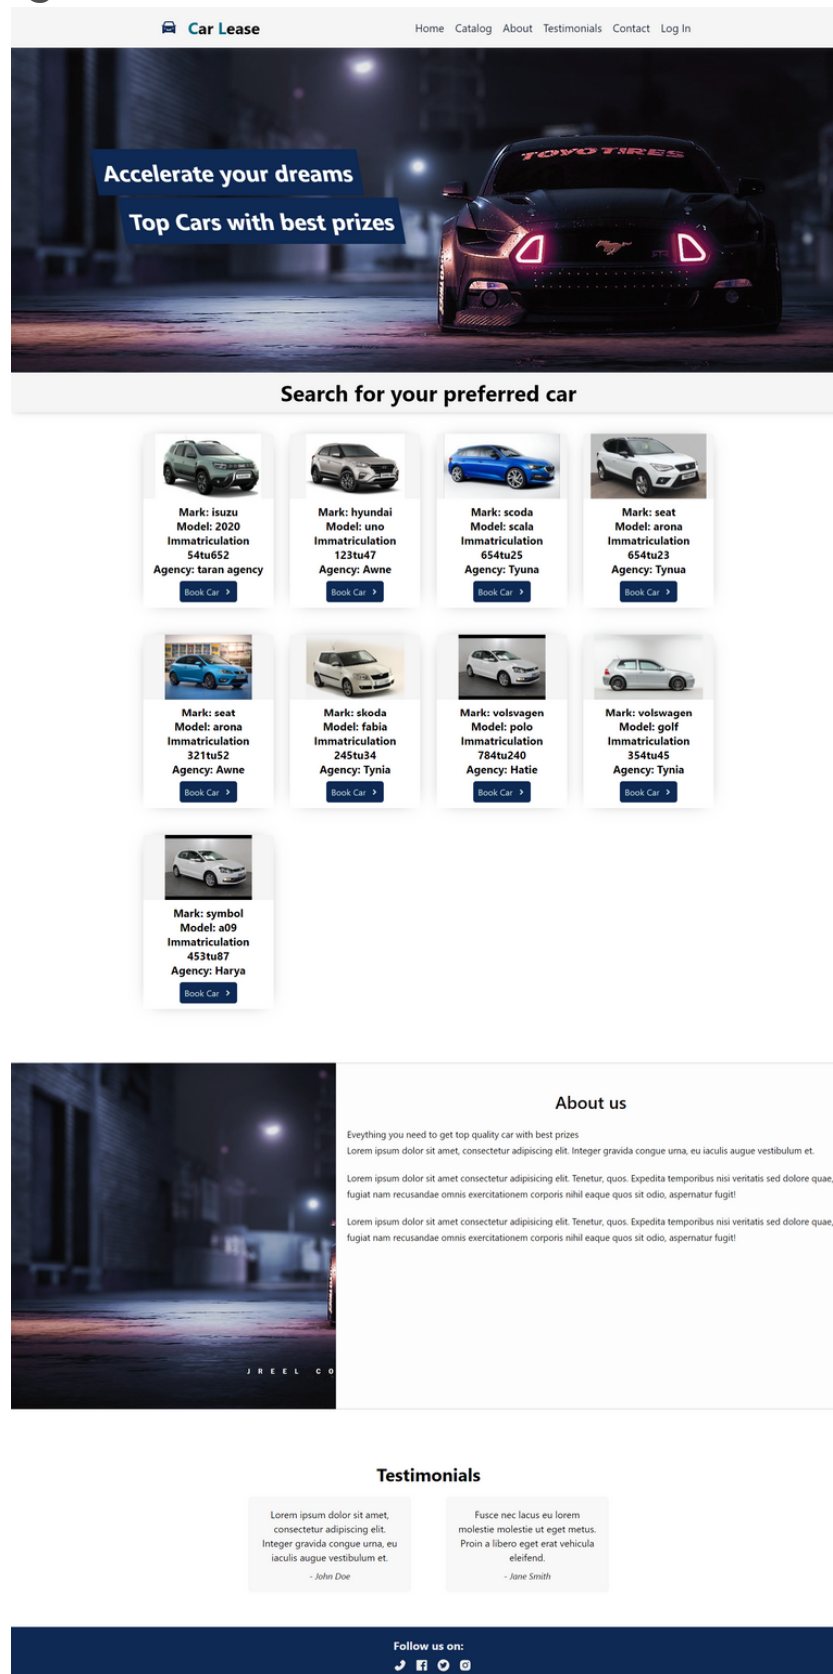 Car Lease
Home Catalog About Testimonials Contact Log In
TOYOTIRES
Accelerate your dreams
Top Cars with best prizes
Search for your preferred car
Mark: isuzu
Model: 2020
Immatriculation
54tu652
Agency: taran agency
Book Car
Mark: hyundai
Model: uno
Immatriculation
123tu47
Agency: Awne
Book Car
Mark: scoda
Model: scala
Immatriculation
654tu25
Agency: Tyuna
Book Car
Mark: seat
Model: arona
Immatriculation
654tu23
Agency: Tynua
Book Car
Mark: seat
Model: arona
Immatriculation
321tu52
Agency: Awne
Book Car
Mark: skoda
Model: fabia
Immatriculation
245tu34
Agency: Tynia
Book Car
Mark: volsvagen
Model: polo
Immatriculation
784tu240
Agency: Hatie
Book Car
Mark: volswagen
Model: golf
Immatriculation
354tu45
Agency: Tynia
Book Car
Mark: symbol
Model: a09
Immatriculation
453tu87
Agency: Harya
Book Car
About us
Eveything you need to get top quality car with best prizes
Lorem ipsum dolor sit amet, consectetur adipiscing elit. Integer gravida congue urna, eu iaculis augue vestibulum et.
Lorem ipsum dolor sit amet consectetur adipisicing elit. Tenetur, quos. Expedita temporibus nisi veritatis sed dolore quae,
fugiat nam recusandae omnis exercitationem corporis nihil eaque quos sit odio, aspernatur fugit!
Lorem ipsum dolor sit amet consectetur adipisicing elit. Tenetur, quos. Expedita temporibus nisi veritatis sed dolore quae,
fugiat nam recusandae omnis exercitationem corporis nihil eaque quos sit odio, aspernatur fugit!
JREEL CO
Testimonials
Lorem ipsum dolor sit amet,
consectetur adipiscing elit.
Integer gravida congue urna, eu
iaculis augue vestibulum et.
- John Doe
Fusce nec lacus eu lorem
molestie molestie ut eget metus.
Proin a libero eget erat vehicula
eleifend.
- Jane Smith
Follow us on: